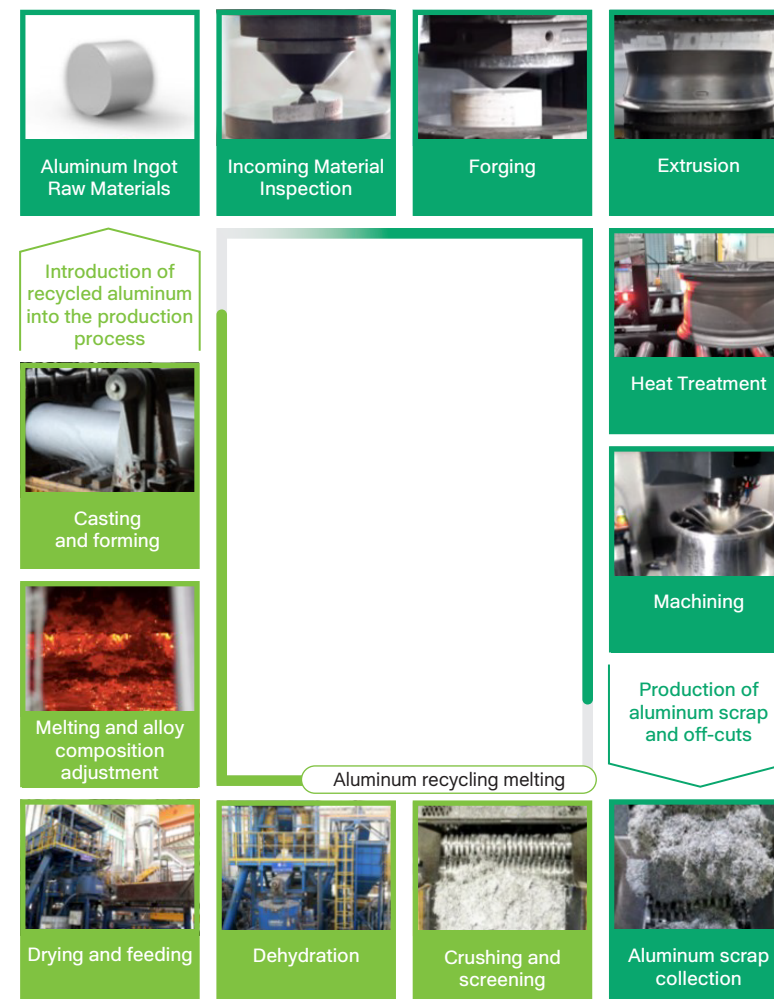 Aluminum Ingot
Raw Materials
Incoming Material
Inspection
Forging
Extrusion
Introduction of
recycled aluminum
into the production
process
Heat Treatment
Casting
and forming
Machining
Melting and alloy
composition
adjustment
Production of
aluminum scrap
and off-cuts
Aluminum recycling melting
Drying and feeding
Dehydration
Crushing and
screening
Aluminum scrap
collection